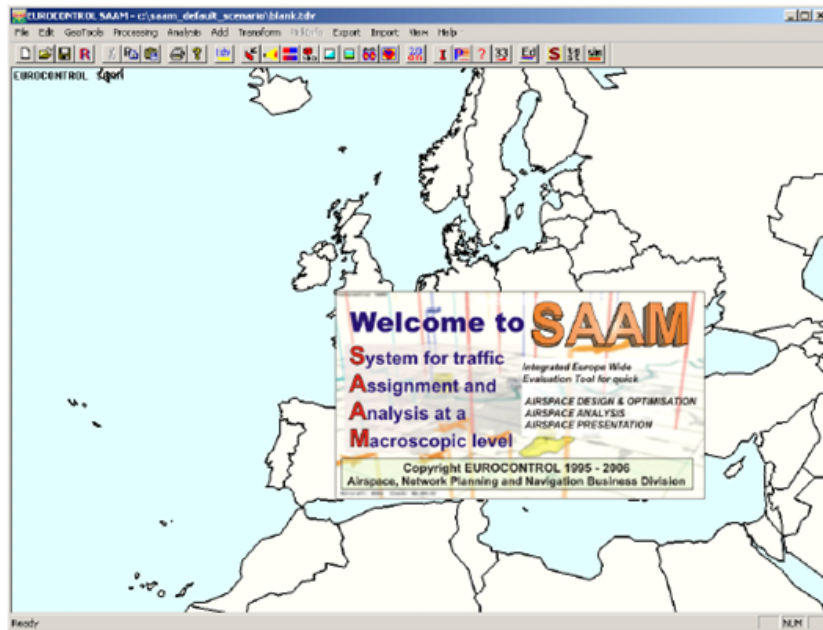 EUROCONTROL SAAM - c:\saam_default_scenario\blank.tdv
File Edit GeoTools Processing Analysis Add Transform Export Import View Help
EUROCONTROL
Welcome to SAAM
System for traffic
Assignment and
Analysis at a
Macroscopic level
Integrated Europe Wide
Evaluation Tool for quick
AIRSPACE DESIGN & OPTIMISATION
AIRSPACE ANALYSIS
AIRSPACE PRESENTATION
Copyright EUROCONTROL 1995 - 2006
Airspace, Network Planning and Navigation Business Division
Ready
NUM